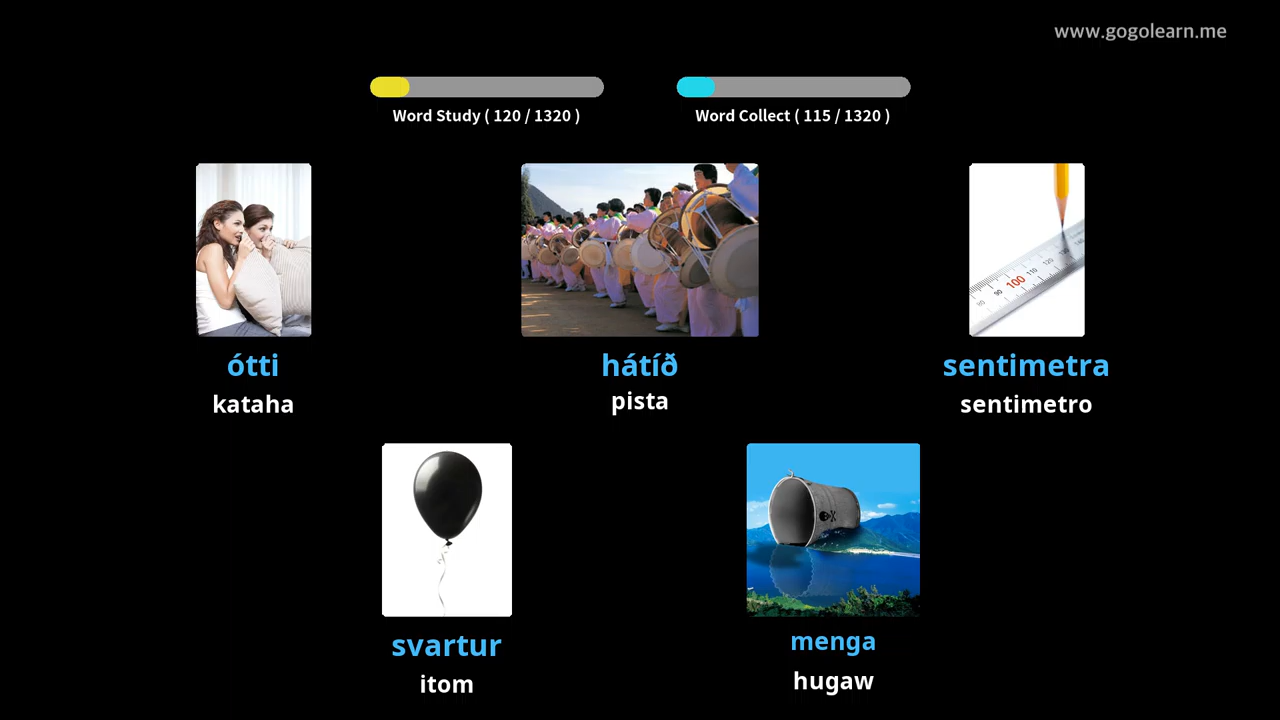 www.gogolearn.me
Word Study ( 120 / 1320 )
Word Collect ( 115 / 1320 )
ótti
kataha
hátíð
pista
sentimetra
sentimetro
svartur
itom
menga
hugaw